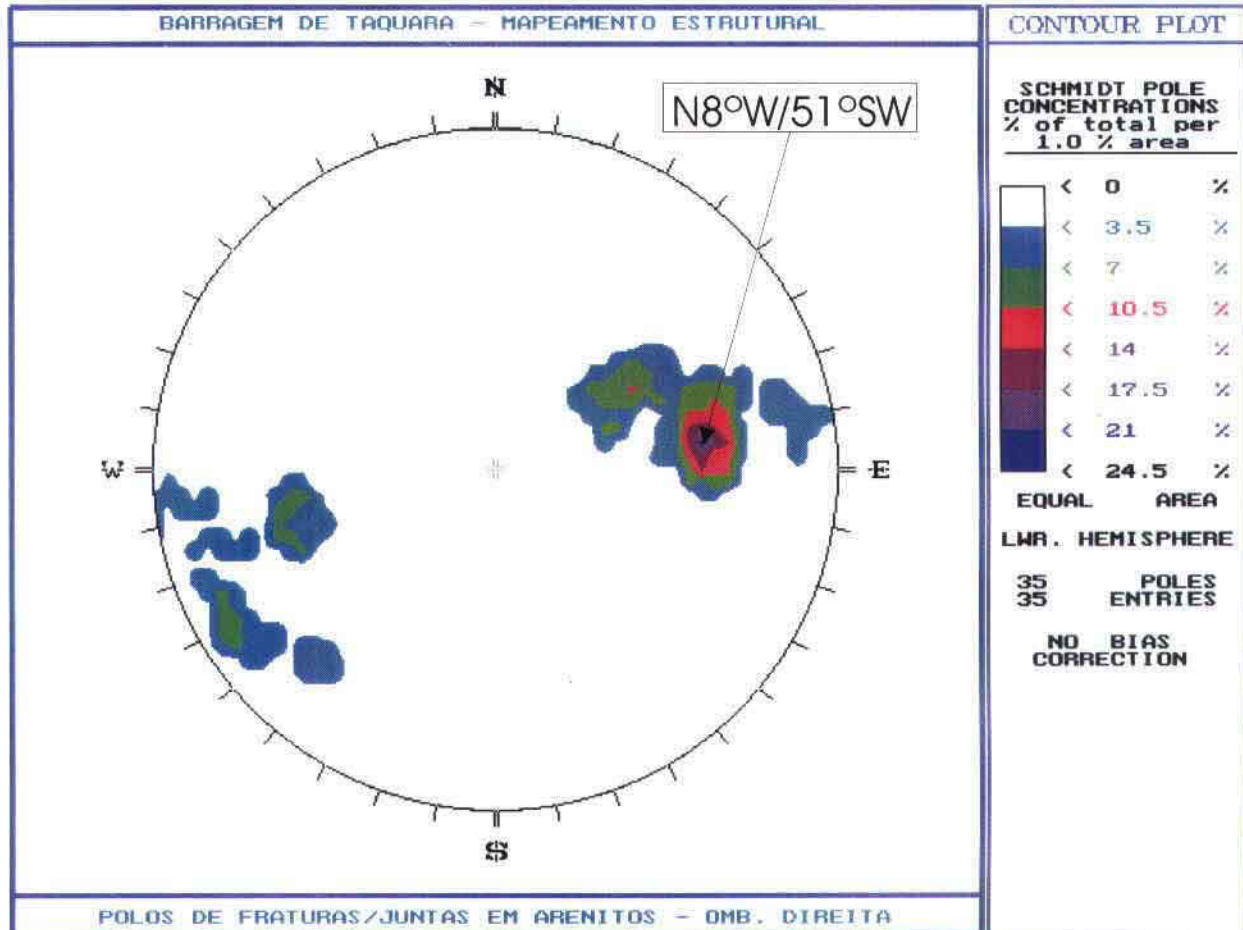 BARRAGEM DE TAQUARA - MAPEAMENTO ESTRUTURAL
N
N8°W/51°SW
W
E
S
POLOS DE FRATURAS/JUNTAS EM ARENITOS - OMB. DIREITA
CONTOUR PLOT
SCHMIDT POLE
CONCENTRATIONS
% of total per
1.0 % area
< 0 %
< 3.5 %
< 7 %
< 10.5 %
< 14 %
< 17.5 %
< 21 %
< 24.5 %
EQUAL AREA
LWR. HEMISPHERE
35 POLES
35 ENTRIES
NO BIAS
CORRECTION